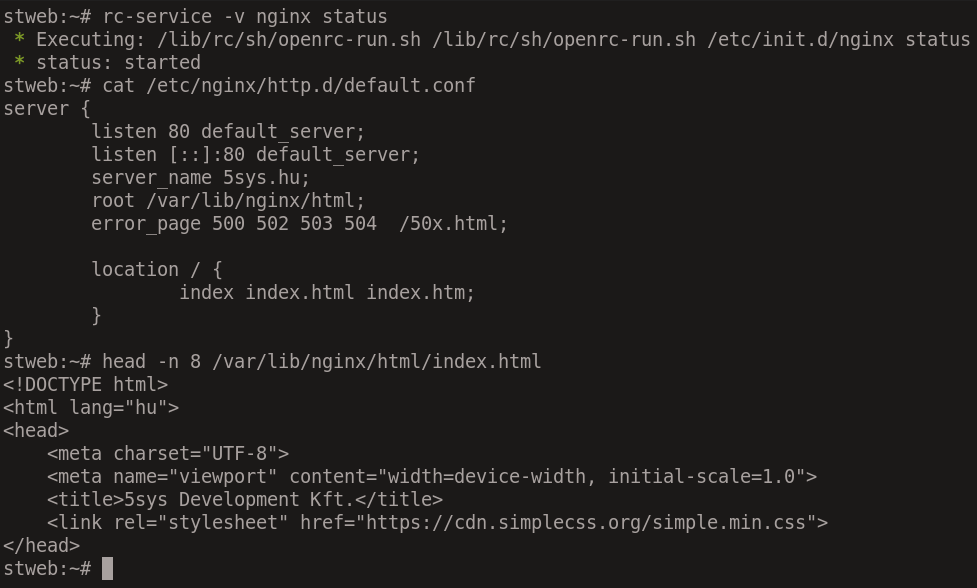 stweb:~# rc-service -v nginx status
 * Executing: /lib/rc/sh/openrc-run.sh /lib/rc/sh/openrc-run.sh /etc/init.d/nginx status
 * status: started
stweb:~# cat /etc/nginx/http.d/default.conf
server {
        listen 80 default_server;
        listen [::]:80 default_server;
        server_name 5sys.hu;
        root /var/lib/nginx/html;
        error_page 500 502 503 504  /50x.html;

        location / {
                index index.html index.htm;
        }
}
stweb:~# head -n 8 /var/lib/nginx/html/index.html
<!DOCTYPE html>
<html lang="hu">
<head>
    <meta charset="UTF-8">
    <meta name="viewport" content="width=device-width, initial-scale=1.0">
    <title>5sys Development Kft.</title>
    <link rel="stylesheet" href="https://cdn.simplecss.org/simple.min.css">
</head>
stweb:~#